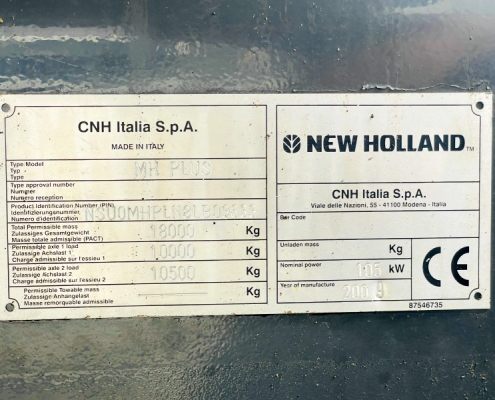 CNH Italia S.p.A.
MADE IN ITALY
Type Model
Typ
Type
MH PLUS
Type approval number
Numper
Numero reception
Product Identification Number (PIN)
Identifizierungsnummer
Numero d'identification
Total Permissible mass
Zulassiges Gesamtgewicht
Masse totale admissible (PACT)
18000 Kg
Permissible axle 1 load
Zulassige Achslast 1
Charge admissible sur l'essieu 1
10000 Kg
Permissible axle 2 load
Zulassige Achslast 2
Charge admissible sur l'essieu 2
10500 Kg
Permissible Towable mass
Zulassige Anhangelast
Masse remorquable admissible
Kg
NEW HOLLAND TM
CNH Italia S.p.A.
Viale delle Nazioni, 55 - 41100 Modena - Italia
Bar Code
Unladen mass Kg
Nominal power kW
Year of manufacture
CE
87546735